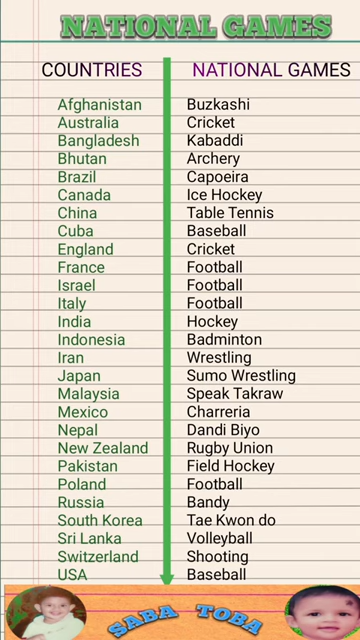 NATIONAL GAMES
COUNTRIES NATIONAL GAMES
Afghanistan Buzkashi
Australia Cricket
Bangladesh Kabaddi
Bhutan Archery
Brazil Capoeira
Canada Ice Hockey
China Table Tennis
Cuba Baseball
England Cricket
France Football
Israel Football
Italy Football
India Hockey
Indonesia Badminton
Iran Wrestling
Japan Sumo Wrestling
Malaysia Speak Takraw
Mexico Charreria
Nepal Dandi Biyo
New Zealand Rugby Union
Pakistan Field Hockey
Poland Football
Russia Bandy
South Korea Tae Kwon do
Sri Lanka Volleyball
Switzerland Shooting
USA Baseball
SABA TOBA